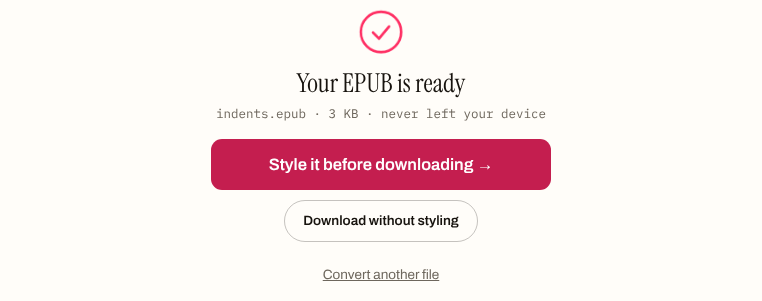 Your EPUB is ready
indents.epub · 3 KB · never left your device
Style it before downloading →
Download without styling
Convert another file